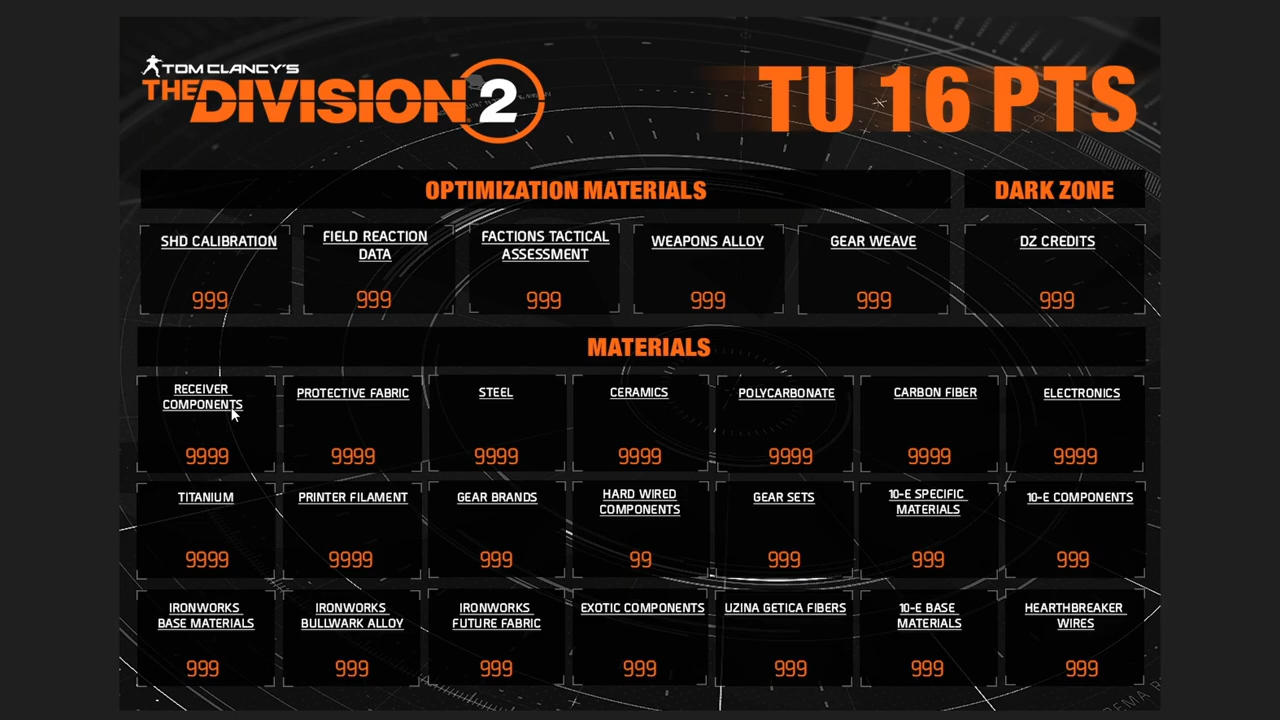 TOM CLANCY'S
THE DIVISION 2
TU 16 PTS
OPTIMIZATION MATERIALS
DARK ZONE
SHD CALIBRATION
999
FIELD REACTION
DATA
999
FACTIONS TACTICAL
ASSESSMENT
999
WEAPONS ALLOY
999
GEAR WEAVE
999
DZ CREDITS
999
MATERIALS
RECEIVER
COMPONENTS
9999
PROTECTIVE FABRIC
9999
STEEL
9999
CERAMICS
9999
POLYCARBONATE
9999
CARBON FIBER
9999
ELECTRONICS
9999
TITANIUM
9999
PRINTER FILAMENT
9999
GEAR BRANDS
999
HARD WIRED
COMPONENTS
99
GEAR SETS
999
10-E SPECIFIC
MATERIALS
999
10-E COMPONENTS
999
IRONWORKS
BASE MATERIALS
999
IRONWORKS
BULLWARK ALLOY
999
IRONWORKS
FUTURE FABRIC
999
EXOTIC COMPONENTS
999
UZINA GETICA FIBERS
999
10-E BASE
MATERIALS
999
HEARTHBREAKER
WIRES
999